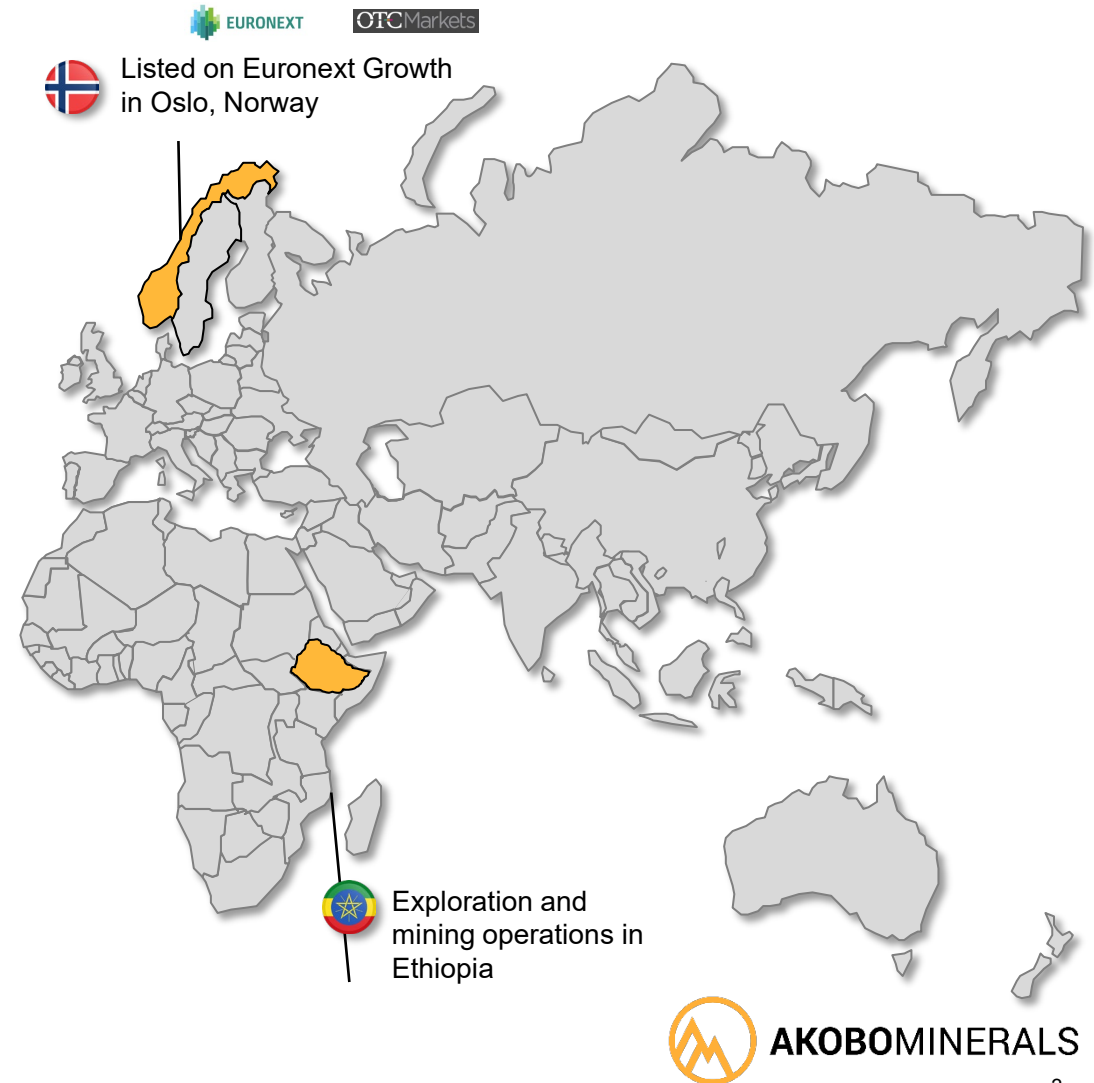 EURONEXT
OTCMarkets
Listed on Euronext Growth
in Oslo, Norway
Exploration and
mining operations in
Ethiopia
AKOBOMINERALS